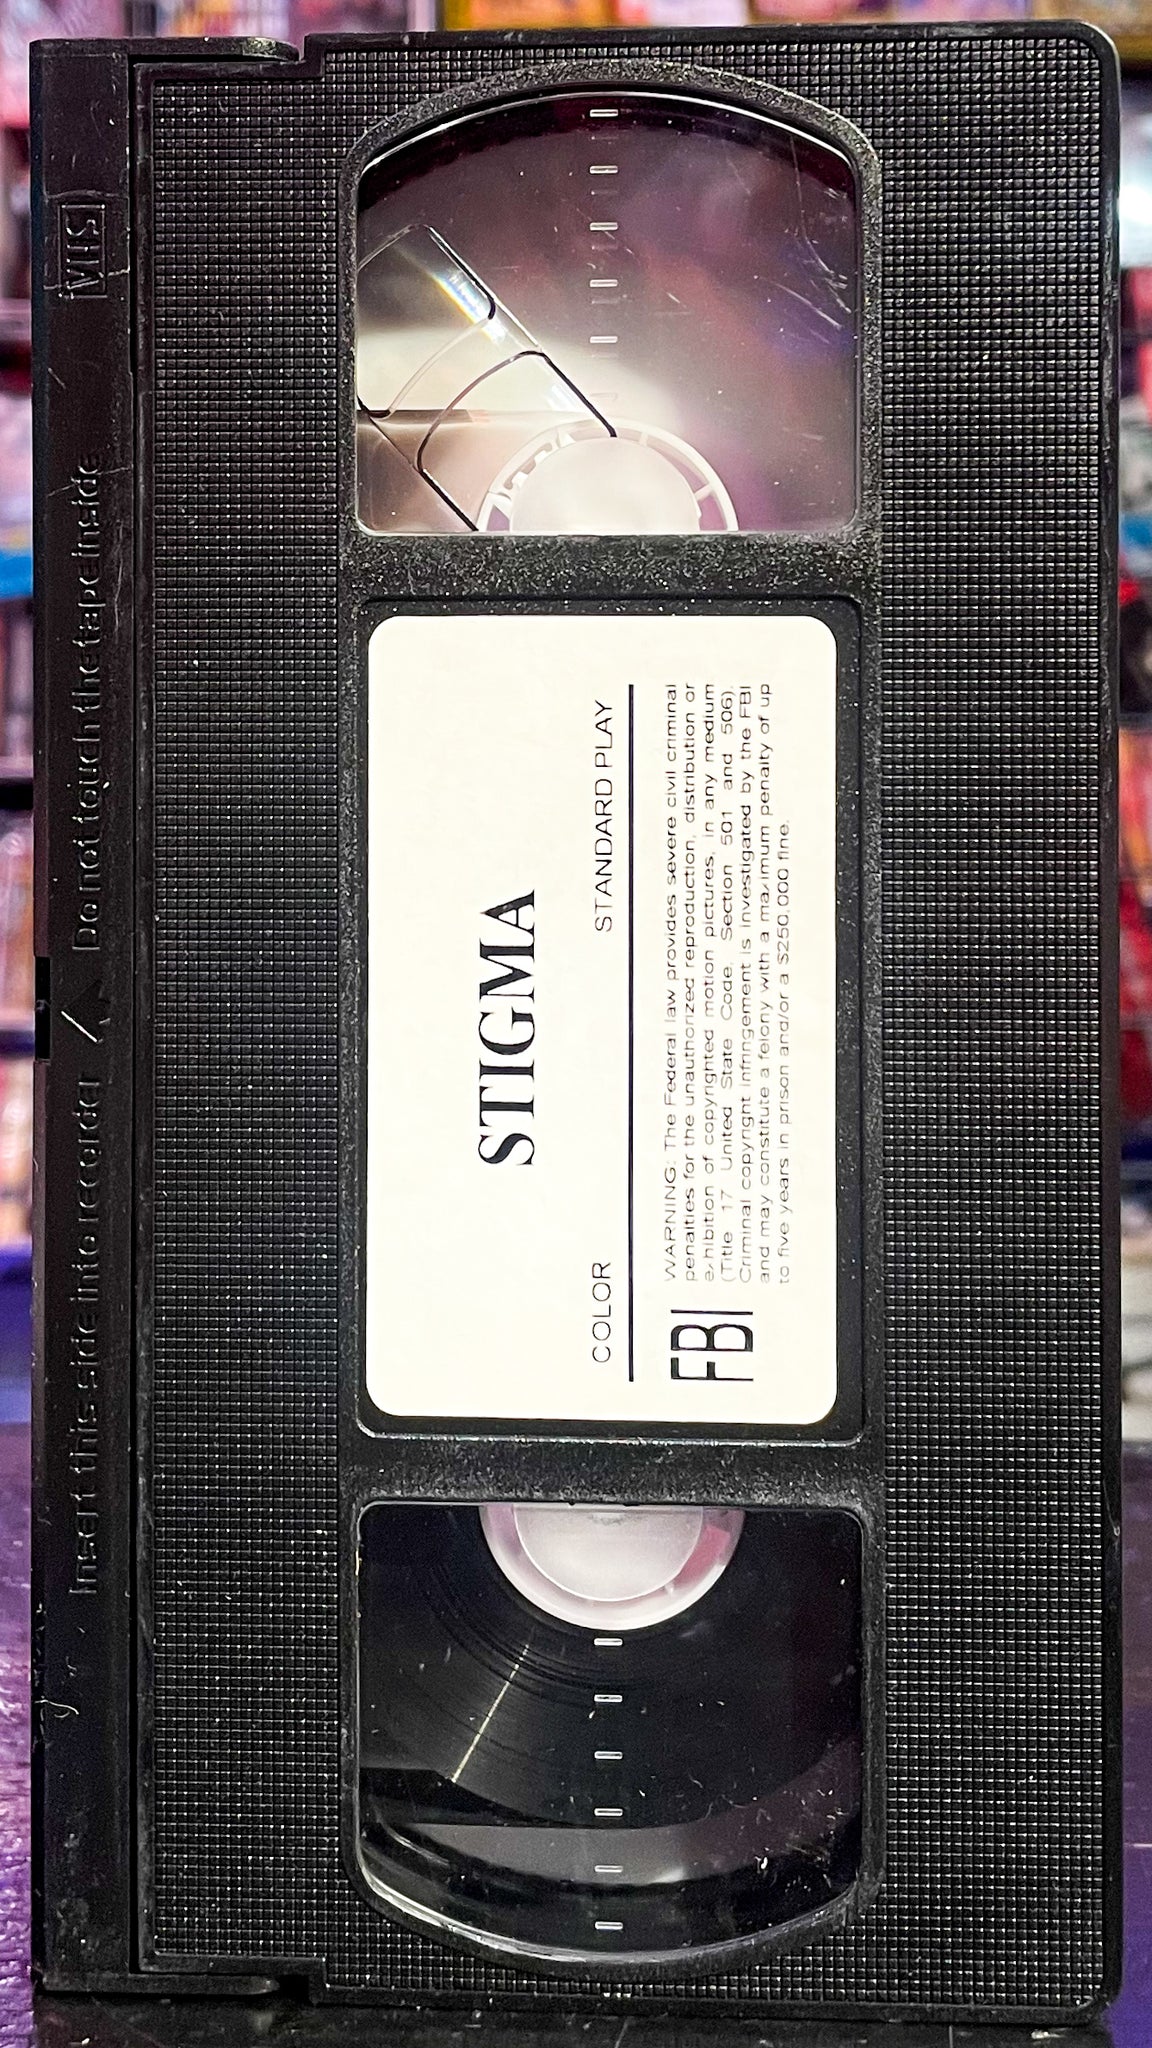 VHS
Insert this side into recorder
Do not touch the tape inside
STIGMA
COLOR STANDARD PLAY
FBI
WARNING: The Federal law provides severe civil criminal
penalties for the unauthorized reproduction, distribution or
exhibition of copyrighted motion pictures, in any medium
(Title 17 United State Code, Section 501 and 506).
Criminal copyright infringement is investigated by the FBI
and may constitute a felony with a maximum penalty of up
to five years in prison and/or a $250,000 fine.